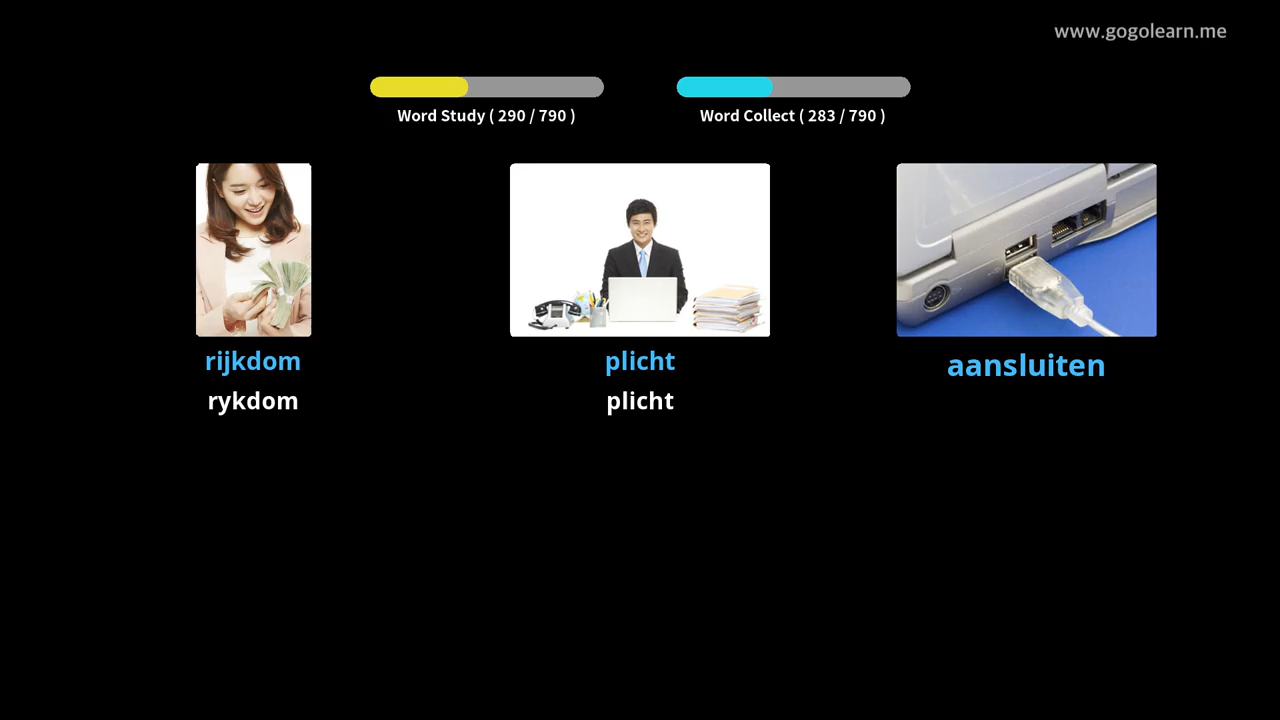 www.gogolearn.me
Word Study ( 290 / 790 )
Word Collect ( 283 / 790 )
rijkdom
rykdom
plicht
plicht
aansluiten